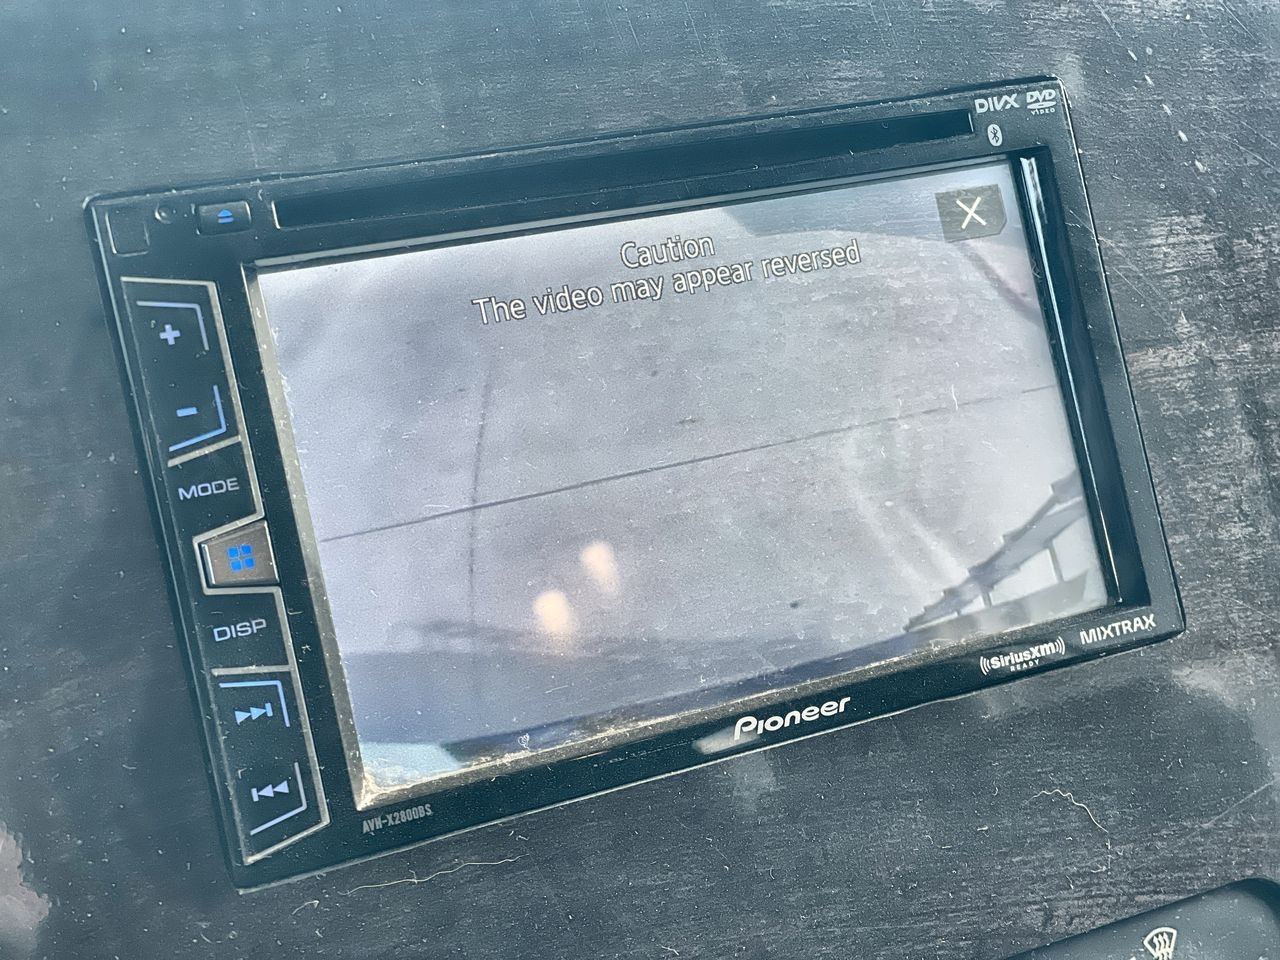 DIVX DVD
VIDEO
Caution
The video may appear reversed
MODE
DISP
MIXTRAX
SiriusXM
READY
Pioneer
AVH-X2800BS